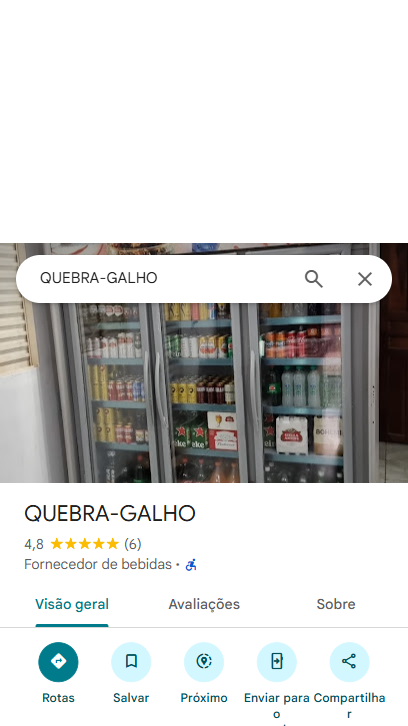 QUEBRA-GALHO
QUEBRA-GALHO
4,8 (6)
Fornecedor de bebidas ·
Visão geral Avaliações Sobre
Rotas Salvar Próximo Enviar para Compartilha
o r